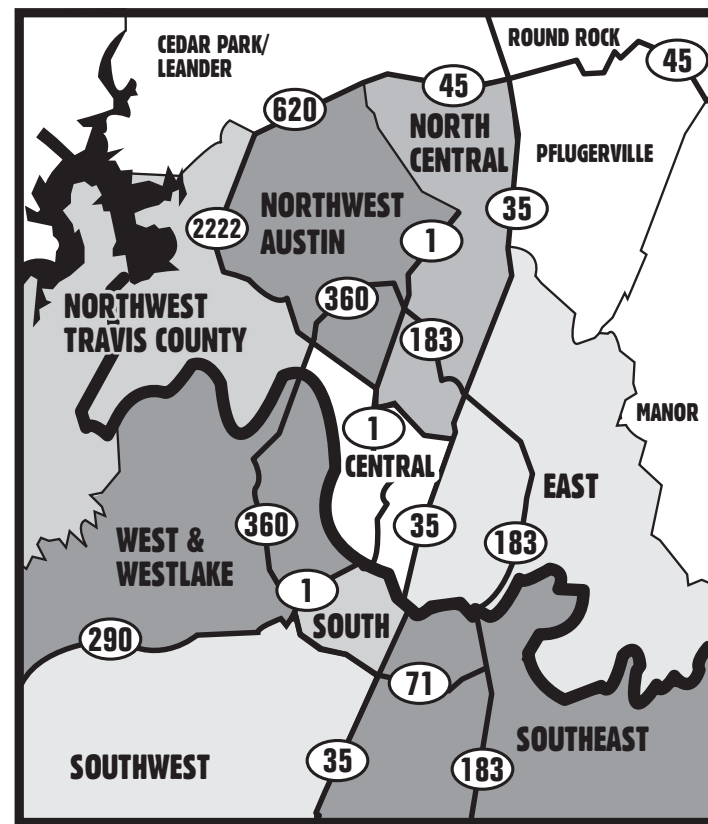 CEDAR PARK/
LEANDER
ROUND ROCK
45
45
620
NORTH
CENTRAL
PFLUGERVILLE
NORTHWEST
AUSTIN
35
2222
1
360
NORTHWEST
TRAVIS COUNTY
183
MANOR
1
CENTRAL
EAST
360
35
183
WEST &
WESTLAKE
1
SOUTH
290
71
SOUTHEAST
SOUTHWEST
35
183